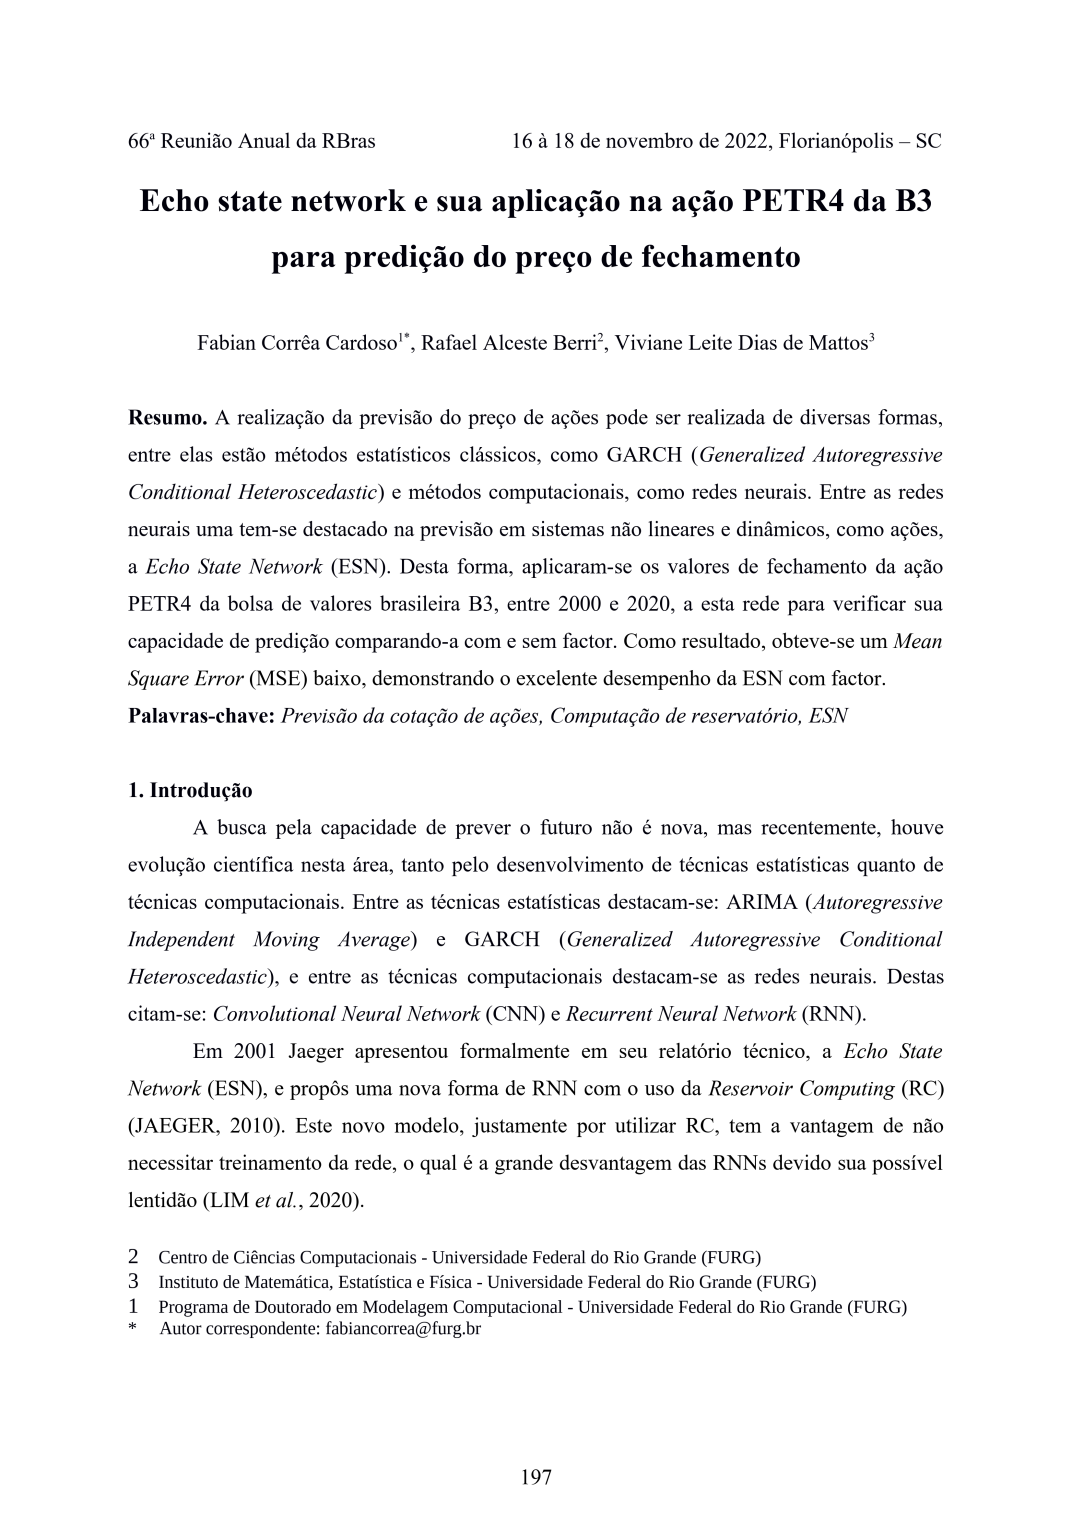 66ª Reunião Anual da RBras 16 à 18 de novembro de 2022, Florianópolis – SC
Echo state network e sua aplicação na ação PETR4 da B3
para predição do preço de fechamento
Fabian Corrêa Cardoso¹*, Rafael Alceste Berri², Viviane Leite Dias de Mattos³
Resumo. A realização da previsão do preço de ações pode ser realizada de diversas formas,
entre elas estão métodos estatísticos clássicos, como GARCH (Generalized Autoregressive
Conditional Heteroscedastic) e métodos computacionais, como redes neurais. Entre as redes
neurais uma tem-se destacado na previsão em sistemas não lineares e dinâmicos, como ações,
a Echo State Network (ESN). Desta forma, aplicaram-se os valores de fechamento da ação
PETR4 da bolsa de valores brasileira B3, entre 2000 e 2020, a esta rede para verificar sua
capacidade de predição comparando-a com e sem factor. Como resultado, obteve-se um Mean
Square Error (MSE) baixo, demonstrando o excelente desempenho da ESN com factor.
Palavras-chave: Previsão da cotação de ações, Computação de reservatório, ESN
1. Introdução
A busca pela capacidade de prever o futuro não é nova, mas recentemente, houve
evolução científica nesta área, tanto pelo desenvolvimento de técnicas estatísticas quanto de
técnicas computacionais. Entre as técnicas estatísticas destacam-se: ARIMA (Autoregressive
Independent Moving Average) e GARCH (Generalized Autoregressive Conditional
Heteroscedastic), e entre as técnicas computacionais destacam-se as redes neurais. Destas
citam-se: Convolutional Neural Network (CNN) e Recurrent Neural Network (RNN).
Em 2001 Jaeger apresentou formalmente em seu relatório técnico, a Echo State
Network (ESN), e propôs uma nova forma de RNN com o uso da Reservoir Computing (RC)
(JAEGER, 2010). Este novo modelo, justamente por utilizar RC, tem a vantagem de não
necessitar treinamento da rede, o qual é a grande desvantagem das RNNs devido sua possível
lentidão (LIM et al., 2020).
2 Centro de Ciências Computacionais - Universidade Federal do Rio Grande (FURG)
3 Instituto de Matemática, Estatística e Física - Universidade Federal do Rio Grande (FURG)
1 Programa de Doutorado em Modelagem Computacional - Universidade Federal do Rio Grande (FURG)
* Autor correspondente: fabiancorrea@furg.br
197